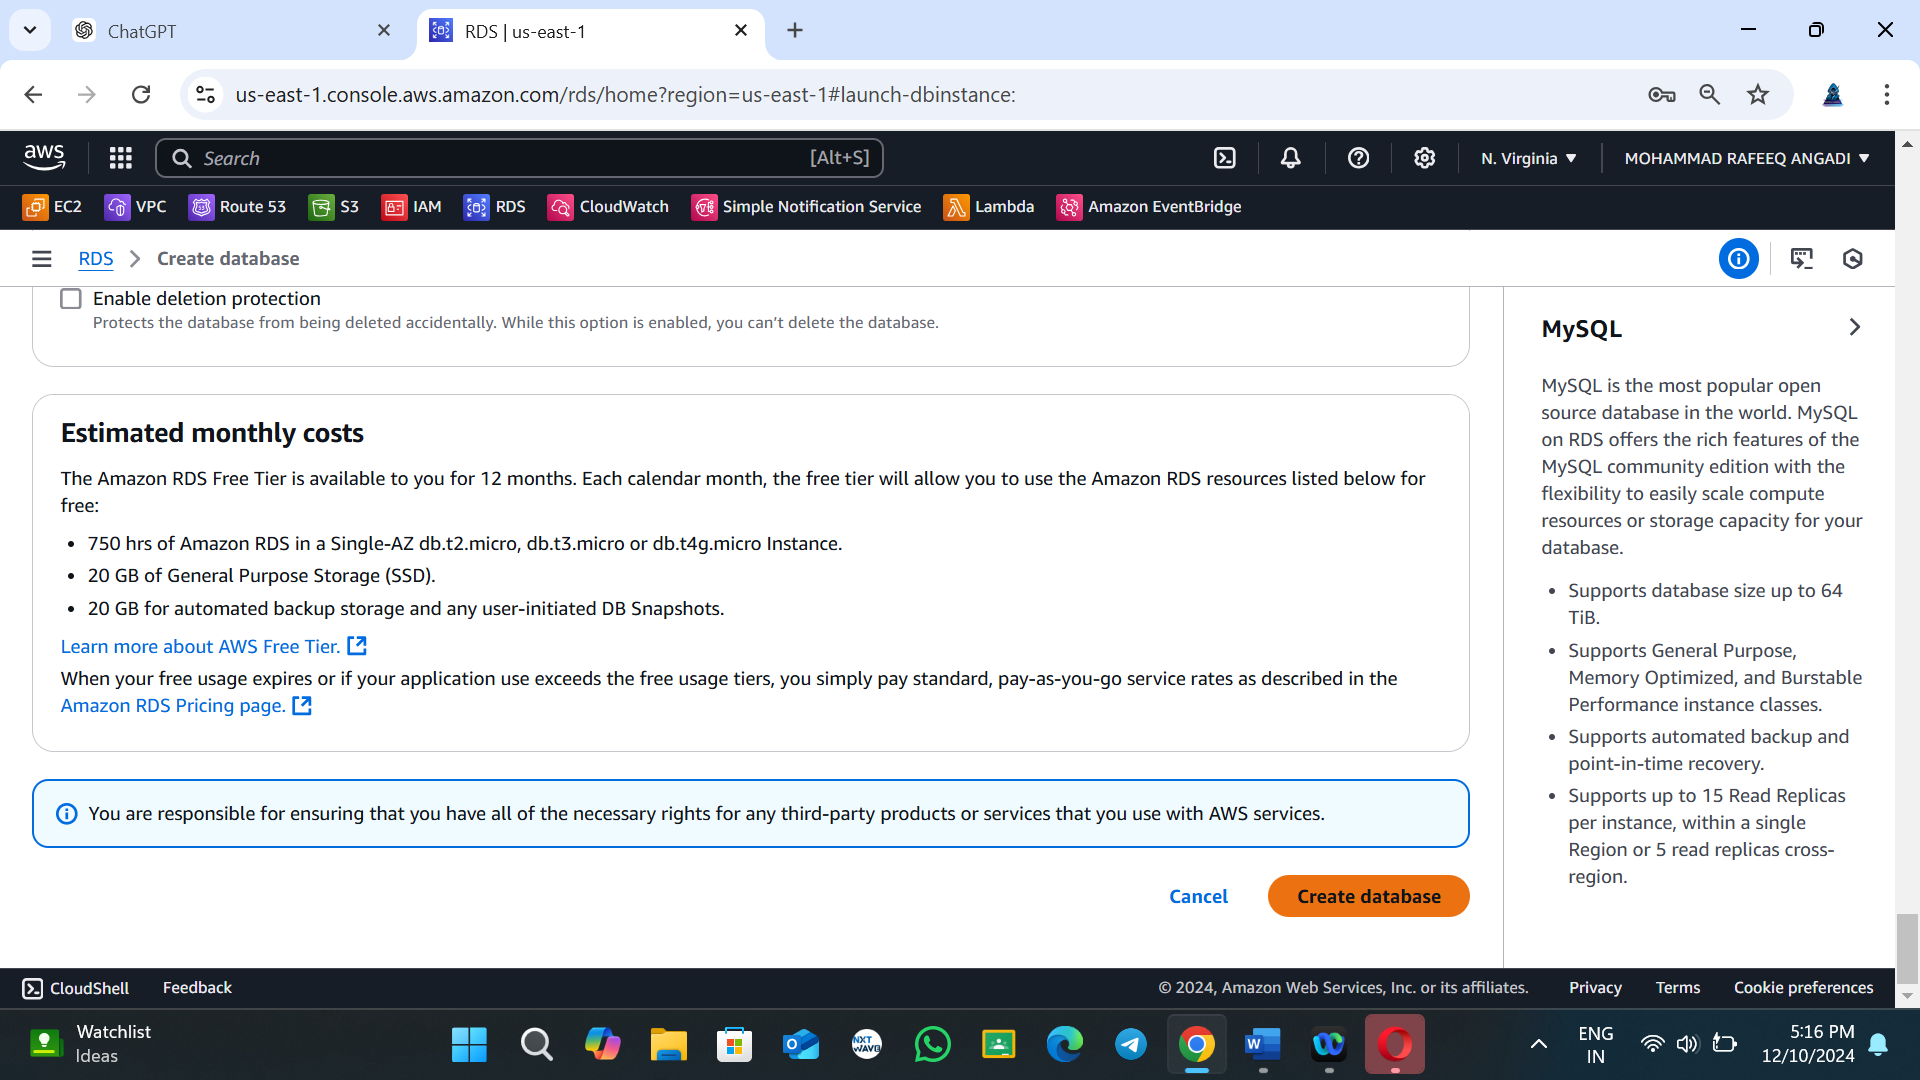 ChatGPT
RDS | us-east-1
us-east-1.console.aws.amazon.com/rds/home?region=us-east-1#launch-dbinstance:
aws
Search
[Alt+S]
N. Virginia
MOHAMMAD RAFEEQ ANGADI
EC2
VPC
Route 53
S3
IAM
RDS
CloudWatch
Simple Notification Service
Lambda
Amazon EventBridge
RDS
Create database
Enable deletion protection
Protects the database from being deleted accidentally. While this option is enabled, you can't delete the database.
Estimated monthly costs
The Amazon RDS Free Tier is available to you for 12 months. Each calendar month, the free tier will allow you to use the Amazon RDS resources listed below for
free:
• 750 hrs of Amazon RDS in a Single-AZ db.t2.micro, db.t3.micro or db.t4g.micro Instance.
• 20 GB of General Purpose Storage (SSD).
• 20 GB for automated backup storage and any user-initiated DB Snapshots.
Learn more about AWS Free Tier.
When your free usage expires or if your application use exceeds the free usage tiers, you simply pay standard, pay-as-you-go service rates as described in the
Amazon RDS Pricing page.
You are responsible for ensuring that you have all of the necessary rights for any third-party products or services that you use with AWS services.
Cancel
Create database
MySQL
MySQL is the most popular open
source database in the world. MySQL
on RDS offers the rich features of the
MySQL community edition with the
flexibility to easily scale compute
resources or storage capacity for your
database.
• Supports database size up to 64
TiB.
• Supports General Purpose,
Memory Optimized, and Burstable
Performance instance classes.
• Supports automated backup and
point-in-time recovery.
• Supports up to 15 Read Replicas
per instance, within a single
Region or 5 read replicas cross-
region.
CloudShell
Feedback
© 2024, Amazon Web Services, Inc. or its affiliates.
Privacy
Terms
Cookie preferences
Watchlist
Ideas
NXT
WAVE
W
ENG
IN
5:16 PM
12/10/2024